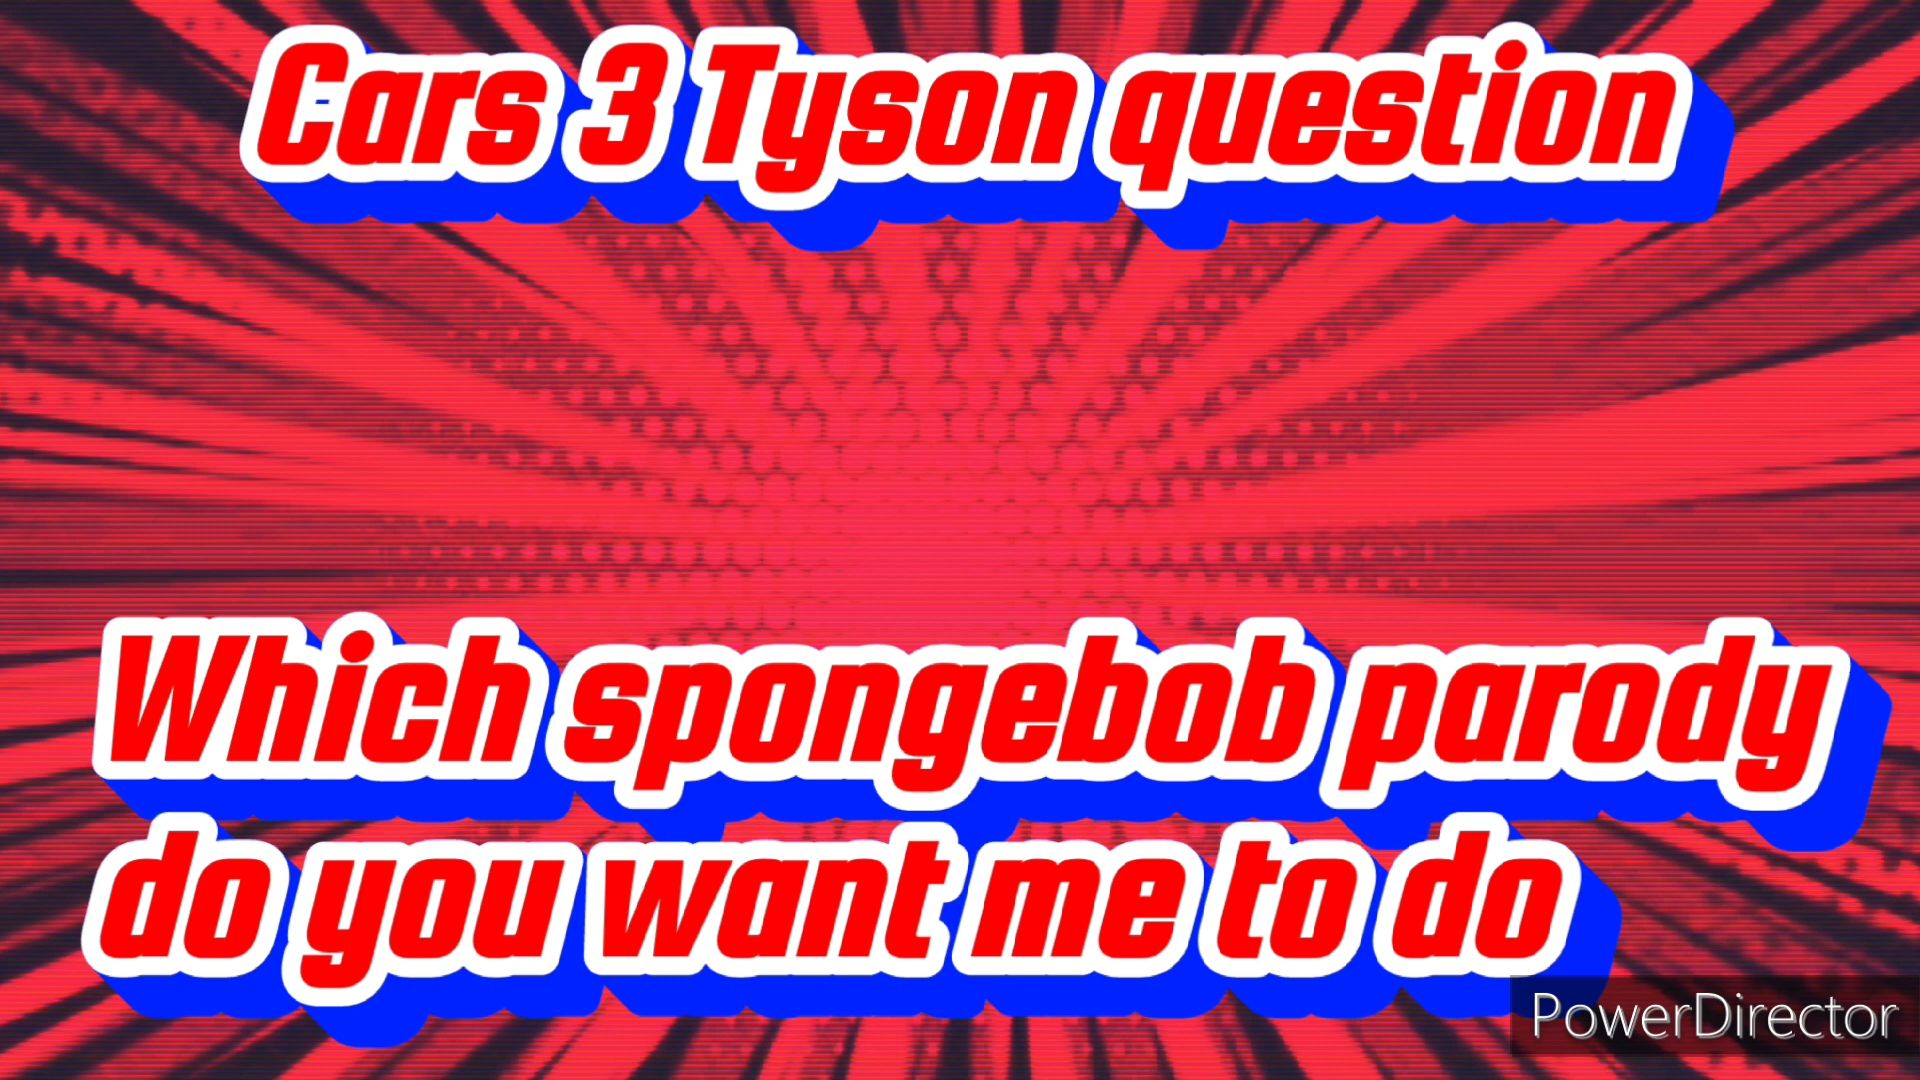 Cars 3 Tyson question
Which spongebob parody
do you want me to do
PowerDirector